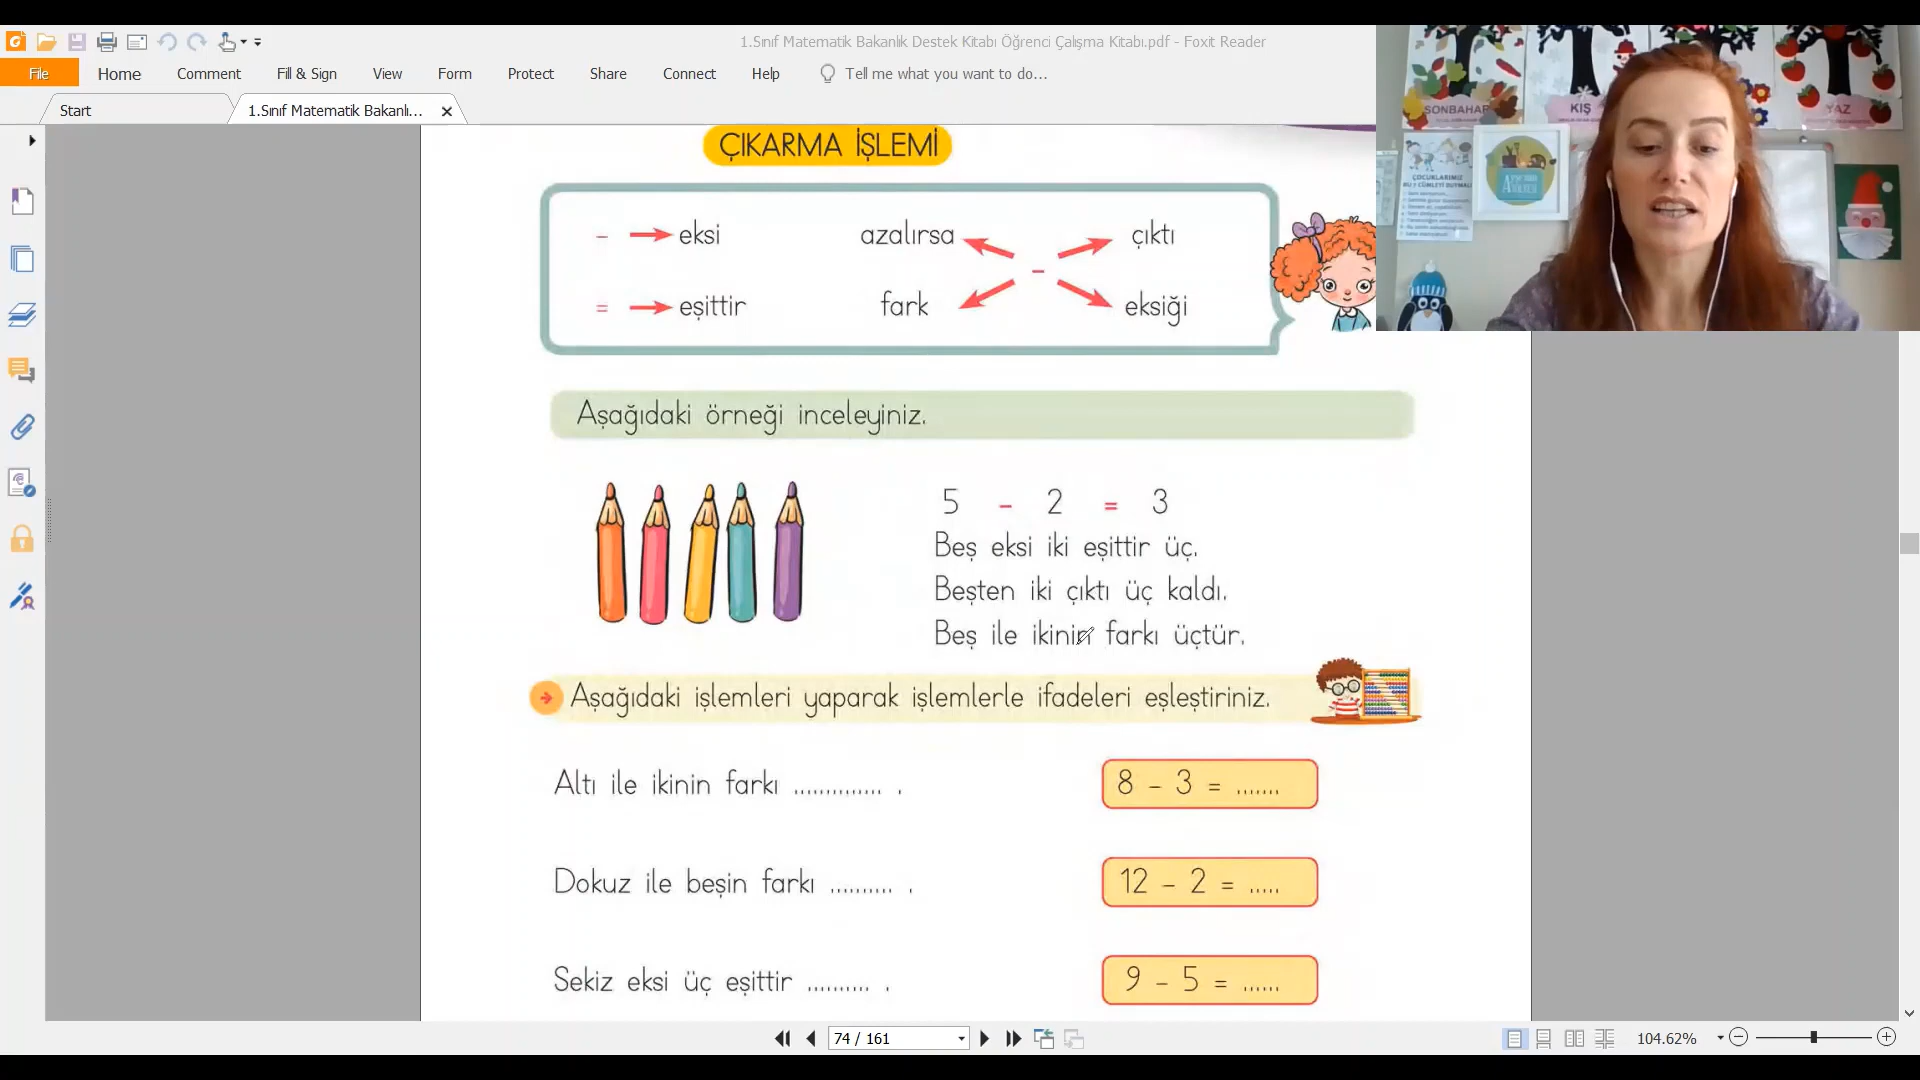 1.Sınıf Matematik Bakanlık Destek Kitabı Öğrenci Çalışma Kitabı.pdf - Foxit Reader
File Home Comment Fill & Sign View Form Protect Share Connect Help Tell me what you want to do...
Start 1.Sınıf Matematik Bakanlı...
ÇIKARMA İŞLEMİ
- eksi azalırsa çıktı
-
= eşittir fark eksiği
SONBAHAR KIŞ YAZ
ÇOCUKLARIMIZ
Aşağıdaki örneği inceleyiniz.
5 - 2 = 3
Beş eksi iki eşittir üç.
Beşten iki çıktı üç kaldı.
Beş ile ikinin farkı üçtür.
Aşağıdaki işlemleri yaparak işlemlerle ifadeleri eşleştiriniz.
Altı ile ikinin farkı .............. .
8 - 3 = .......
Dokuz ile beşin farkı .......... .
12 - 2 = .....
Sekiz eksi üç eşittir .......... .
9 - 5 = ......
74 / 161
104.62%